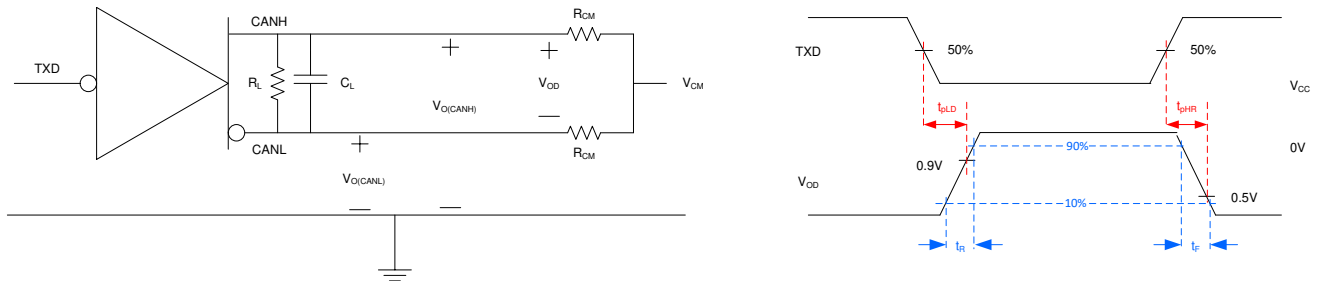 CANH
R_CM
TXD
R_L
C_L
V_OD
V_CM
V_O(CANH)
CANL
R_CM
V_O(CANL)
TXD
50%
50%
V_CC
t_pLD
t_pHR
90%
0V
0.9V
V_OD
10%
0.5V
t_R
t_F